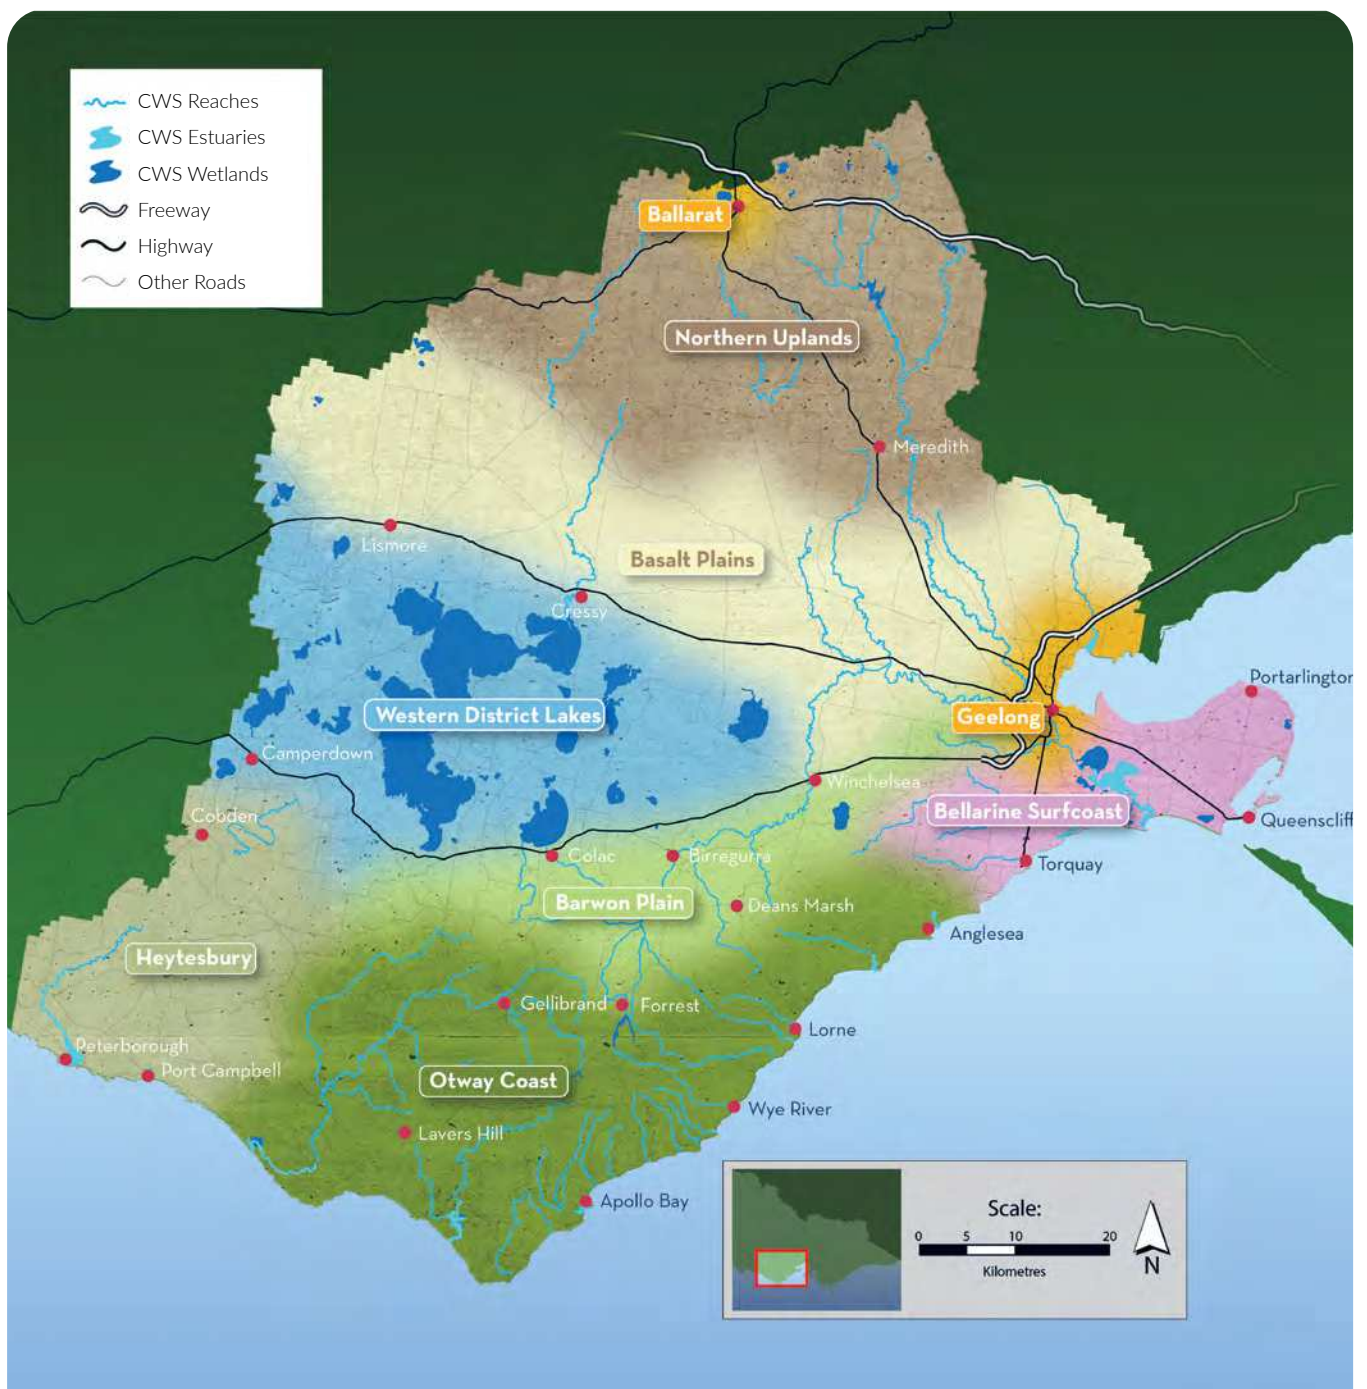 CWS Reaches
CWS Estuaries
CWS Wetlands
Freeway
Highway
Other Roads
Ballarat
Northern Uplands
Meredith
Lismore
Basalt Plains
Cressy
Portarlington
Western District Lakes
Geelong
Camperdown
Winchelsea
Cobden
Bellarine Surfcoast
Queenscliff
Colac
Birregurra
Torquay
Barwon Plain
Deans Marsh
Anglesea
Heytesbury
Gellibrand
Forrest
Lorne
Peterborough
Port Campbell
Otway Coast
Wye River
Lavers Hill
Apollo Bay
Scale:
0 5 10 20
Kilometres
N